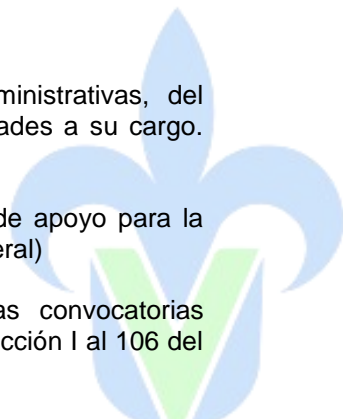 ministrativas, del
ades a su cargo.
de apoyo para la
eral)
as convocatorias
cción I al 106 del